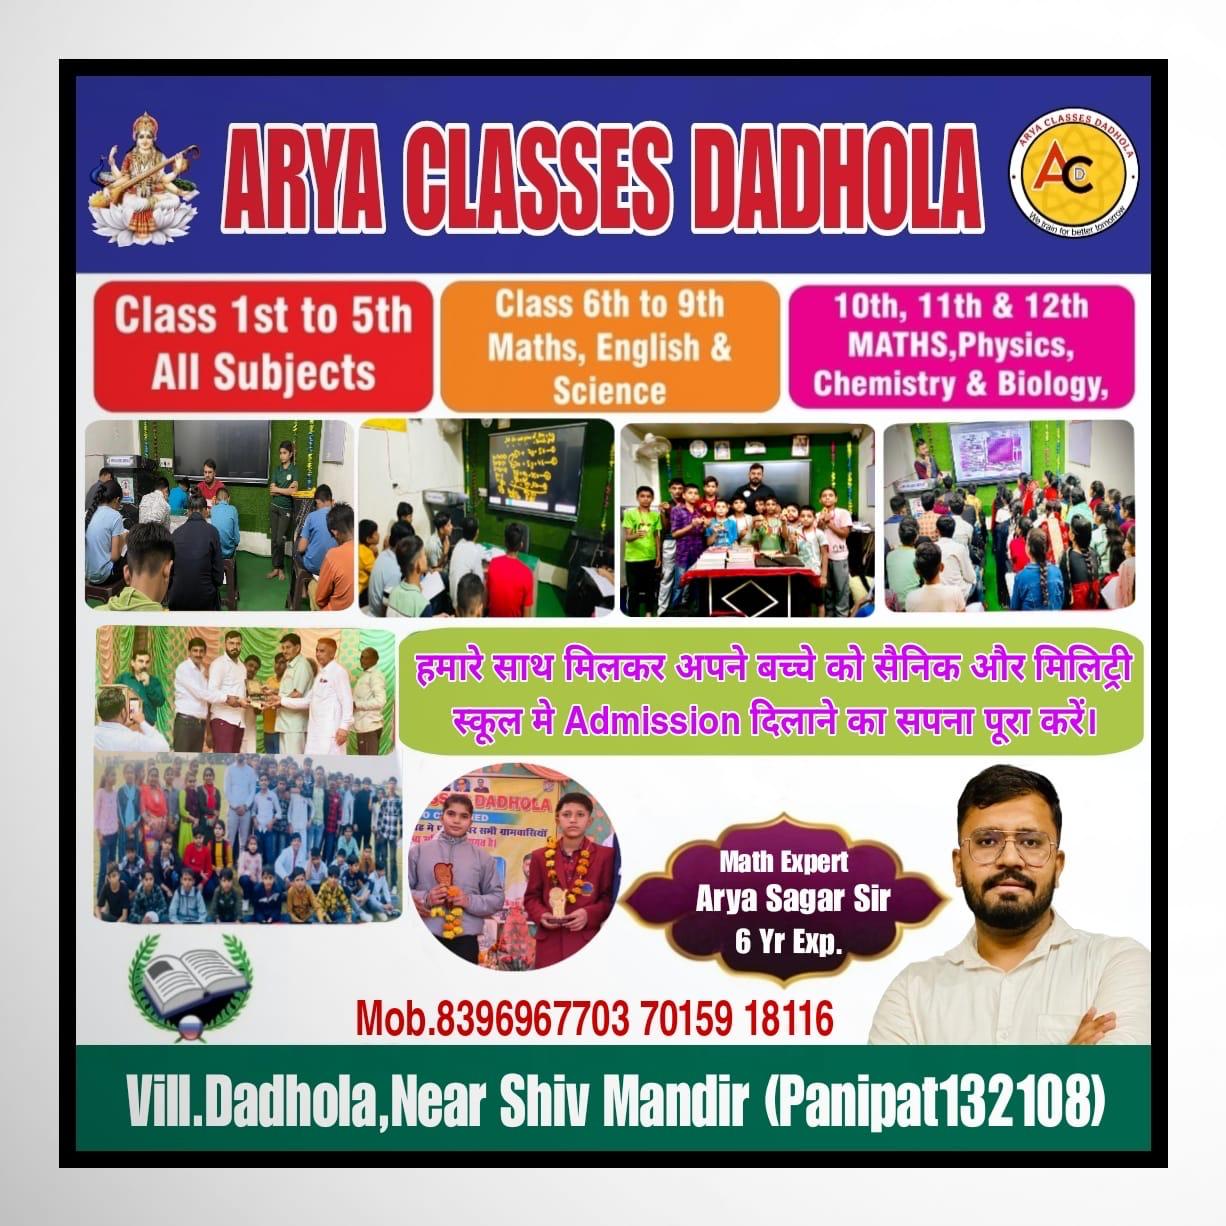 ARYA CLASSES DADHOLA
ARYA CLASSES DADHOLA
ACD
We train for better tomorrow
Class 1st to 5th
All Subjects
Class 6th to 9th
Maths, English &
Science
10th, 11th & 12th
MATHS,Physics,
Chemistry & Biology,
हमारे साथ मिलकर अपने बच्चे को सैनिक और मिलिट्री
स्कूल मे Admission दिलाने का सपना पूरा करें।
DADHOLA
Math Expert
Arya Sagar Sir
6 Yr Exp.
Mob.8396967703 70159 18116
Vill.Dadhola,Near Shiv Mandir (Panipat132108)